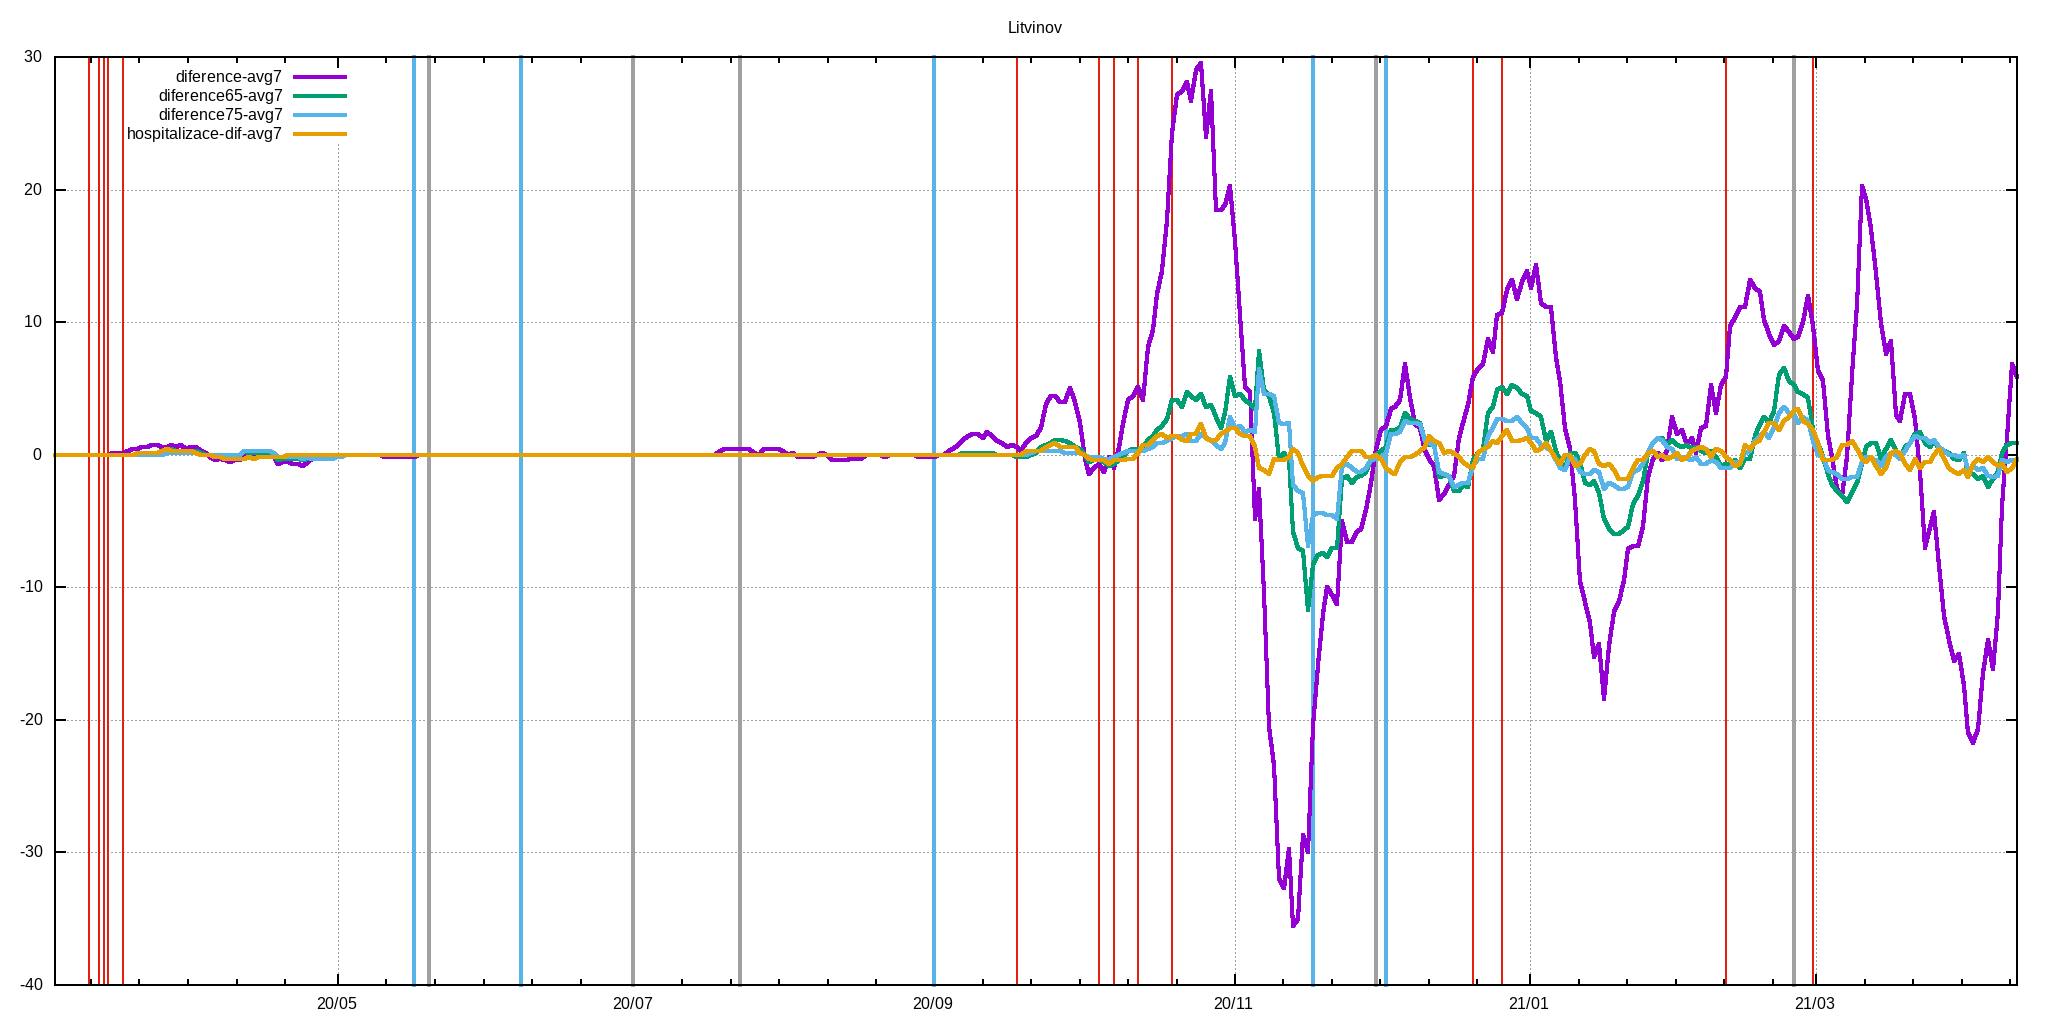 Litvinov
30
diference-avg7
diference65-avg7
diference75-avg7
hospitalizace-dif-avg7
20
10
0
-10
-20
-30
-40
20/05 20/07 20/09 20/11 21/01 21/03